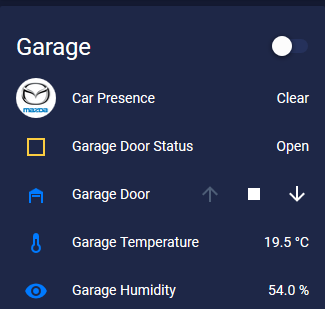 Garage
mazda
Car Presence Clear
Garage Door Status Open
Garage Door
Garage Temperature 19.5 °C
Garage Humidity 54.0 %